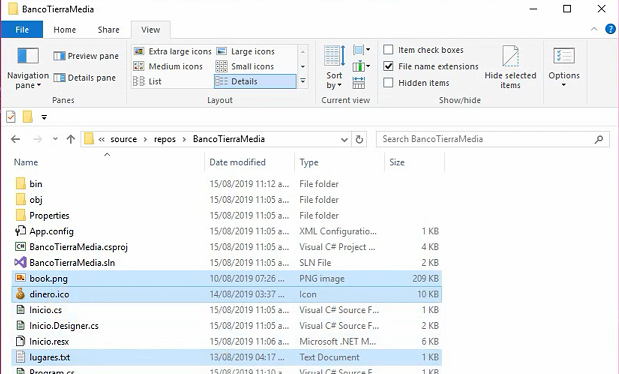 BancoTierraMedia
File Home Share View
Navigation pane
Preview pane
Details pane
Panes
Extra large icons Large icons
Medium icons Small icons
List Details
Layout
Sort by
Current view
Item check boxes
File name extensions
Hidden items
Hide selected items
Show/hide
Options
« source › repos › BancoTierraMedia
Search BancoTierraMedia
Name Date modified Type Size
bin 15/08/2019 11:12 a... File folder
obj 15/08/2019 11:05 a... File folder
Properties 15/08/2019 11:05 a... File folder
App.config 15/08/2019 11:05 a... XML Configuratio... 1 KB
BancoTierraMedia.csproj 15/08/2019 11:05 a... Visual C# Project ... 4 KB
BancoTierraMedia.sln 15/08/2019 11:05 a... SLN File 2 KB
book.png 10/08/2019 07:26 ... PNG image 209 KB
dinero.ico 14/08/2019 03:37 ... Icon 10 KB
Inicio.cs 15/08/2019 11:05 a... Visual C# Source F... 1 KB
Inicio.Designer.cs 15/08/2019 11:05 a... Visual C# Source F... 2 KB
Inicio.resx 15/08/2019 11:06 a... Microsoft .NET M... 6 KB
lugares.txt 13/08/2019 04:17 ... Text Document 1 KB
Program.cs 15/08/2019 11:10 a... Visual C# Source F... 1 KB